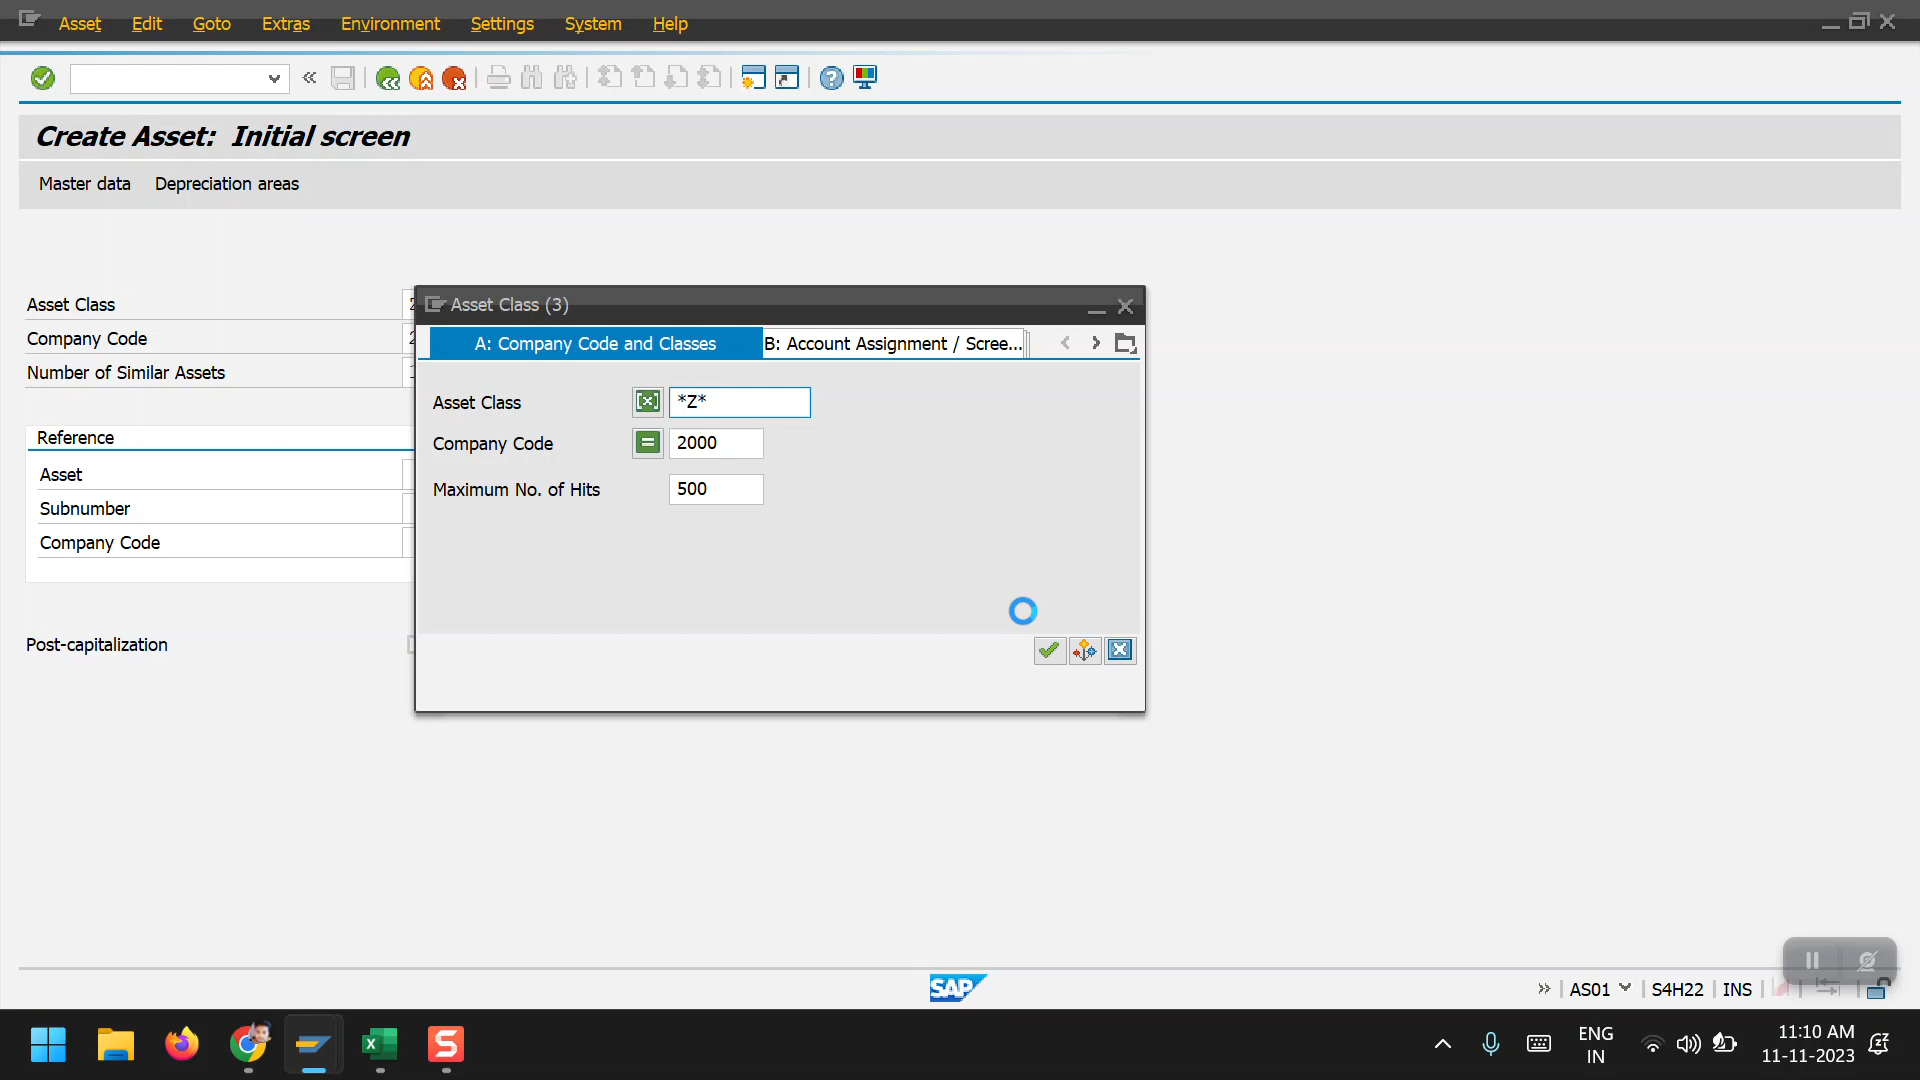 Asset Edit Goto Extras Environment Settings System Help
Create Asset: Initial screen
Master data Depreciation areas
Asset Class
Company Code
Number of Similar Assets
Reference
Asset
Subnumber
Company Code
Post-capitalization
Asset Class (3)
A: Company Code and Classes B: Account Assignment / Scree...
Asset Class *Z*
Company Code 2000
Maximum No. of Hits 500
SAP
AS01 S4H22 INS
ENG
IN
11:10 AM
11-11-2023